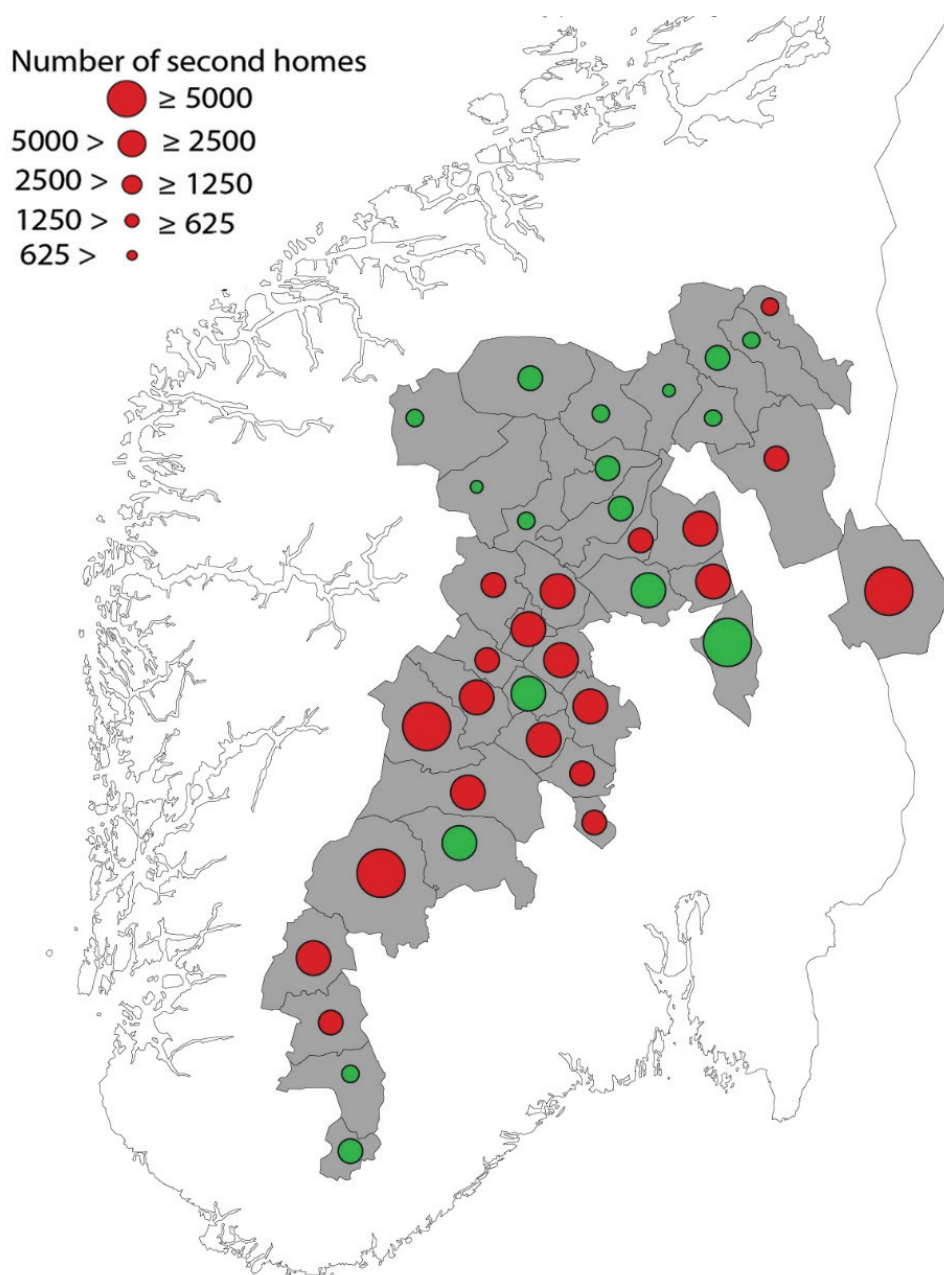 Number of second homes
≥ 5000
5000 > ≥ 2500
2500 > ≥ 1250
1250 > ≥ 625
625 >